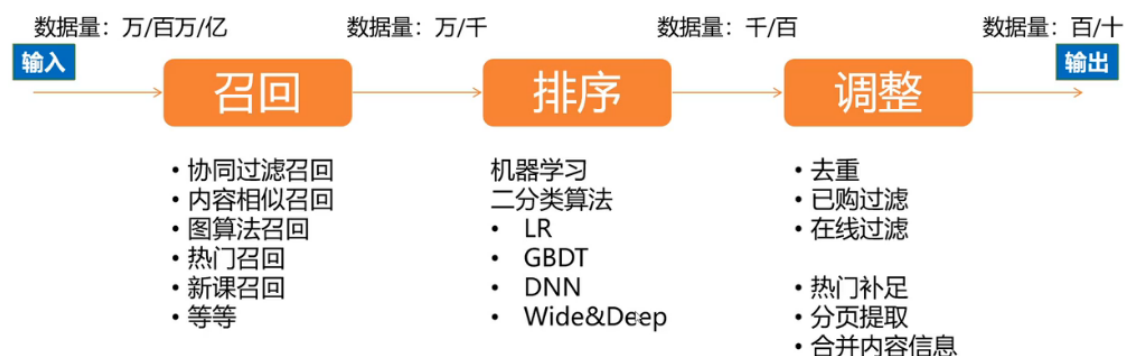 数据量：万/百万/亿
数据量：万/千
数据量：千/百
数据量：百/十
输入
输出
召回
排序
调整
• 协同过滤召回
• 内容相似召回
• 图算法召回
• 热门召回
• 新课召回
• 等等
机器学习
二分类算法
• LR
• GBDT
• DNN
• Wide&Deep
• 去重
• 已购过滤
• 在线过滤
• 热门补足
• 分页提取
• 合并内容信息